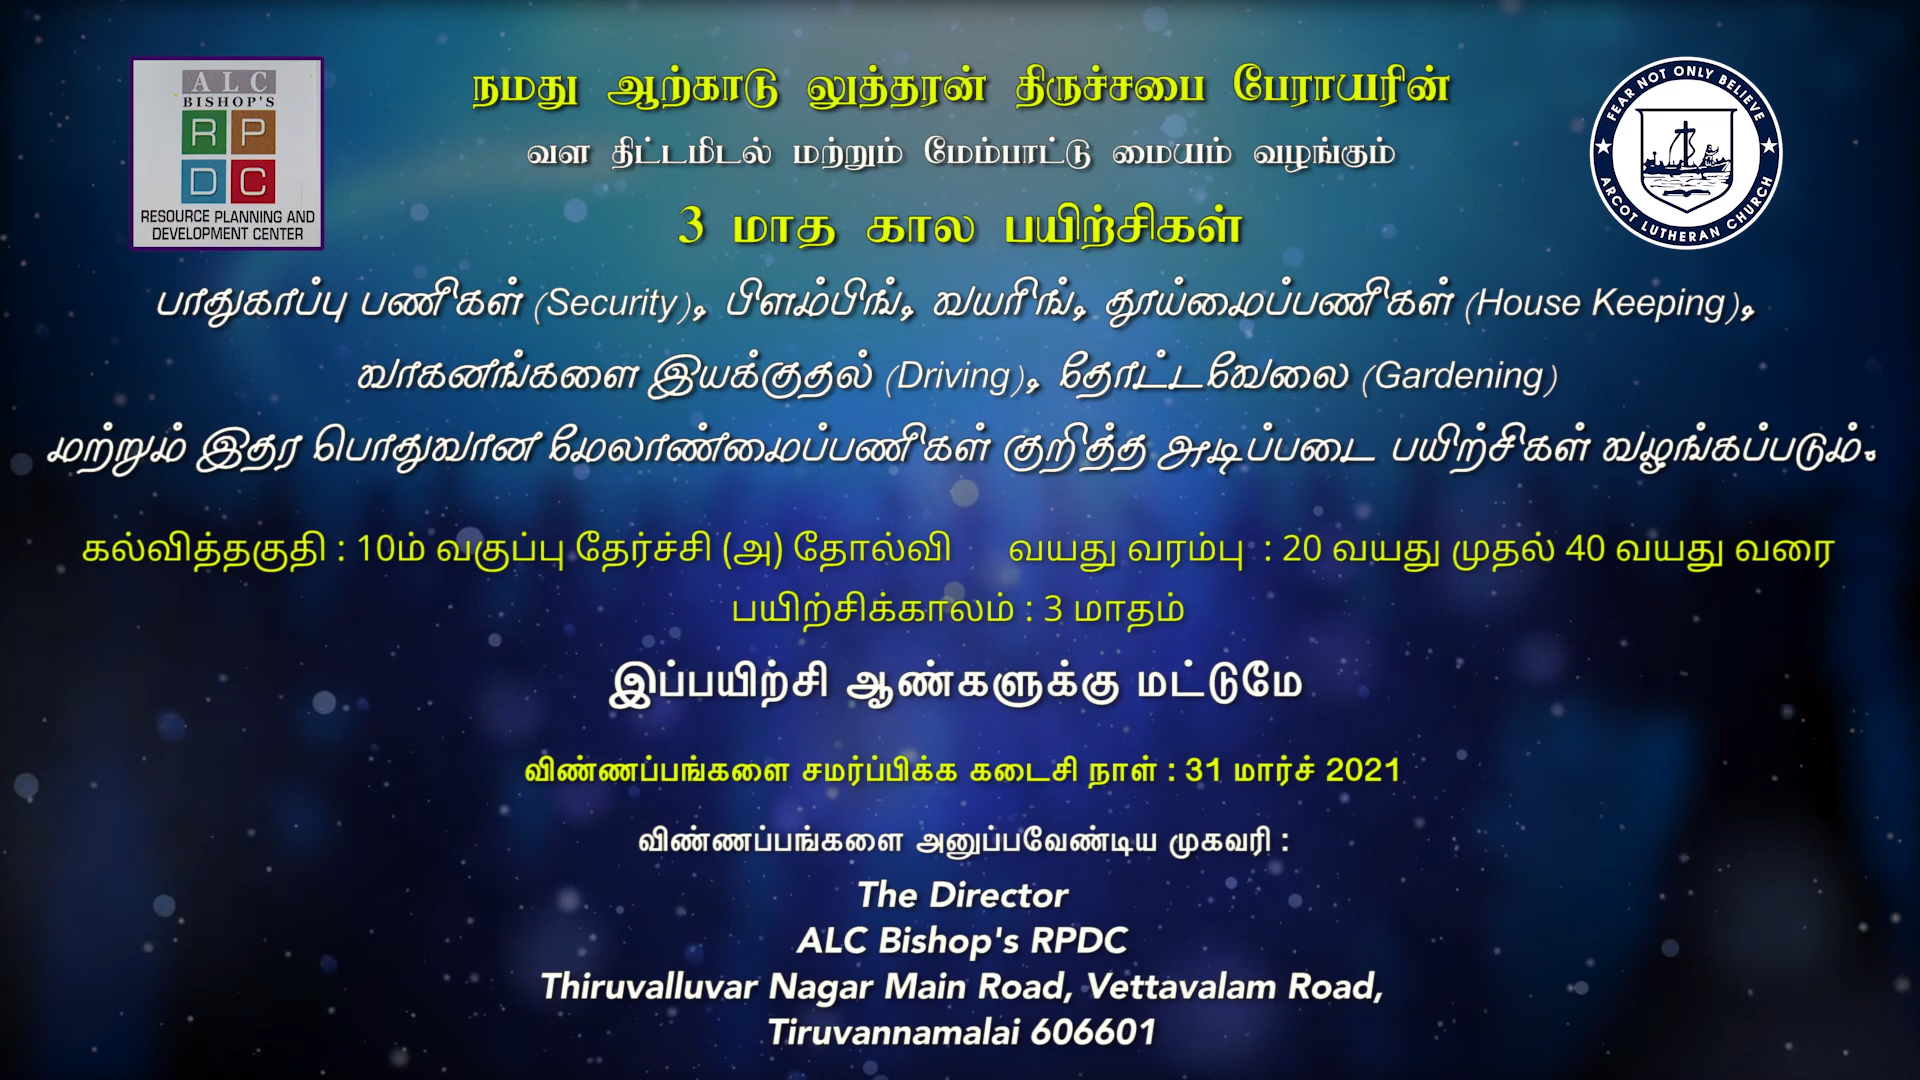 ALC
BISHOP'S
R P
D C
RESOURCE PLANNING AND
DEVELOPMENT CENTER
நமது ஆற்காடு லுத்தரன் திருச்சபை பேராயரின்
வள திட்டமிடல் மற்றும் மேம்பாட்டு மையம் வழங்கும்
3 மாத கால பயிற்சிகள்
FEAR NOT ONLY BELIEVE
ARCOT LUTHERAN CHURCH
பாதுகாப்பு பணிகள் (Security), பிளம்பிங், வயரிங், தூய்மைப்பணிகள் (House Keeping),
வாகனங்களை இயக்குதல் (Driving), தோட்டவேலை (Gardening)
மற்றும் இதர பொதுவான மேலாண்மைப்பணிகள் குறித்த அடிப்படை பயிற்சிகள் வழங்கப்படும்.
கல்வித்தகுதி : 10ம் வகுப்பு தேர்ச்சி (அ) தோல்வி வயது வரம்பு : 20 வயது முதல் 40 வயது வரை
பயிற்சிக்காலம் : 3 மாதம்
இப்பயிற்சி ஆண்களுக்கு மட்டுமே
விண்ணப்பங்களை சமர்ப்பிக்க கடைசி நாள் : 31 மார்ச் 2021
விண்ணப்பங்களை அனுப்பவேண்டிய முகவரி :
The Director
ALC Bishop's RPDC
Thiruvalluvar Nagar Main Road, Vettavalam Road,
Tiruvannamalai 606601